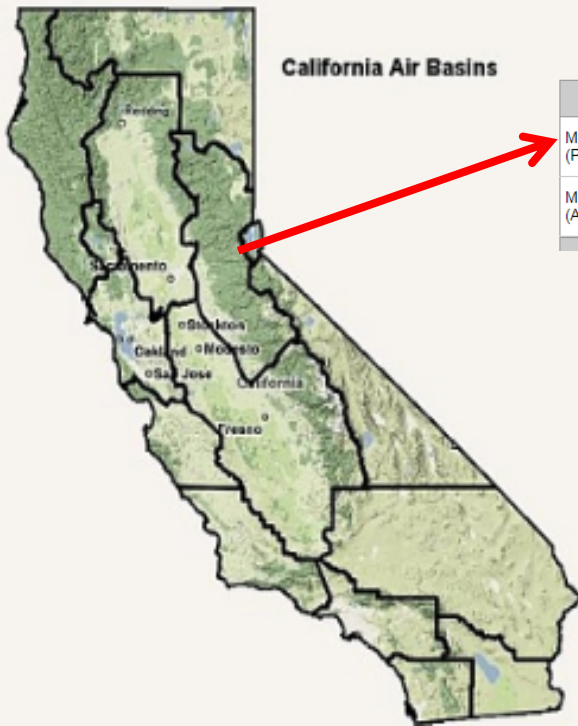 California Air Basins
Redding
M
(P
M
(A
Sacramento
Stockton
Oakland
Modesto
San Jose
California
Fresno